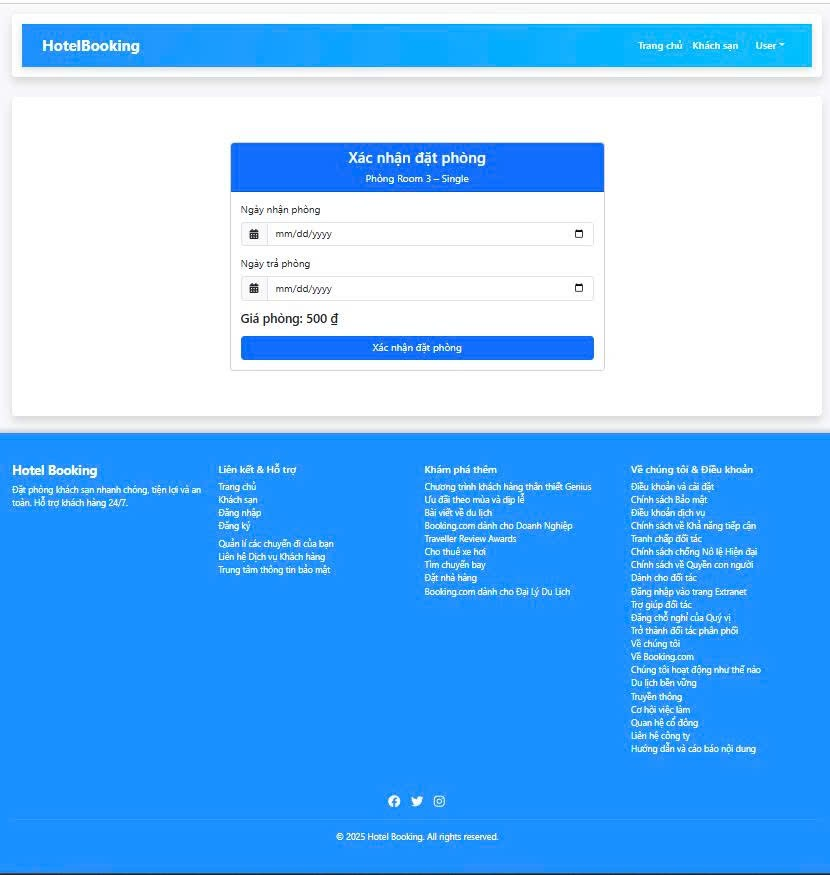 HotelBooking
Trang chủ
Khách sạn
User
Xác nhận đặt phòng
Phòng Room 3 – Single
Ngày nhận phòng
mm/dd/yyyy
Ngày trả phòng
mm/dd/yyyy
Giá phòng: 500 ₫
Xác nhận đặt phòng
Hotel Booking
Đặt phòng khách sạn nhanh chóng, tiện lợi và an
toàn. Hỗ trợ khách hàng 24/7.
Liên kết & Hỗ trợ
Trang chủ
Khách sạn
Đăng nhập
Đăng ký
Quản lí các chuyến đi của bạn
Liên hệ Dịch vụ Khách hàng
Trung tâm thông tin bảo mật
Khám phá thêm
Chương trình khách hàng thân thiết Genius
Ưu đãi theo mùa và dịp lễ
Bài viết về du lịch
Booking.com dành cho Doanh Nghiệp
Traveller Review Awards
Cho thuê xe hơi
Tìm chuyến bay
Đặt nhà hàng
Booking.com dành cho Đại Lý Du Lịch
Về chúng tôi & Điều khoản
Điều khoản và cài đặt
Chính sách Bảo mật
Điều khoản dịch vụ
Chính sách về Khả năng tiếp cận
Tranh chấp đối tác
Chính sách chống Nô lệ Hiện đại
Chính sách về Quyền con người
Dành cho đối tác
Đăng nhập vào trang Extranet
Trợ giúp đối tác
Đăng chỗ nghỉ của Quý vị
Trở thành đối tác phân phối
Về chúng tôi
Về Booking.com
Chúng tôi hoạt động như thế nào
Du lịch bền vững
Truyền thông
Cơ hội việc làm
Quan hệ cổ đông
Liên hệ công ty
Hướng dẫn và cáo báo nội dung
© 2025 Hotel Booking. All rights reserved.